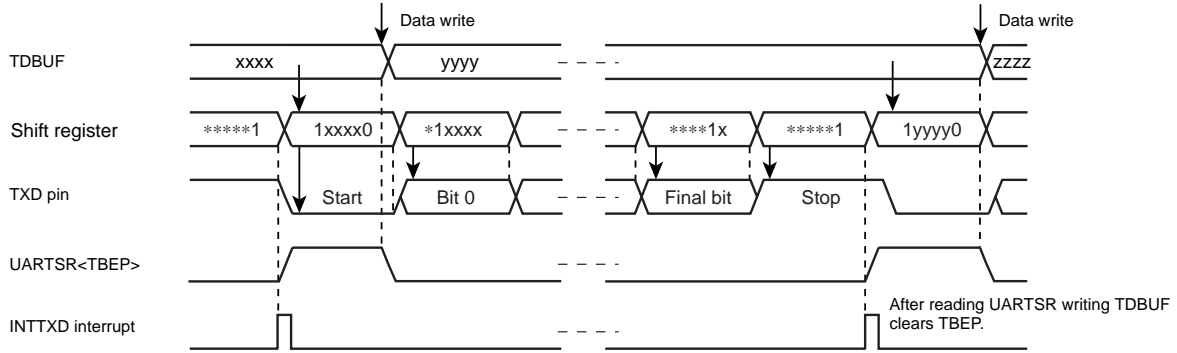 Data write Data write
TDBUF xxxx yyyy zzzz
Shift register *****1 1xxxx0 *1xxxx ****1x *****1 1yyyy0
TXD pin Start Bit 0 Final bit Stop
UARTSR<TBEP>
After reading UARTSR writing TDBUF
INTTXD interrupt clears TBEP.